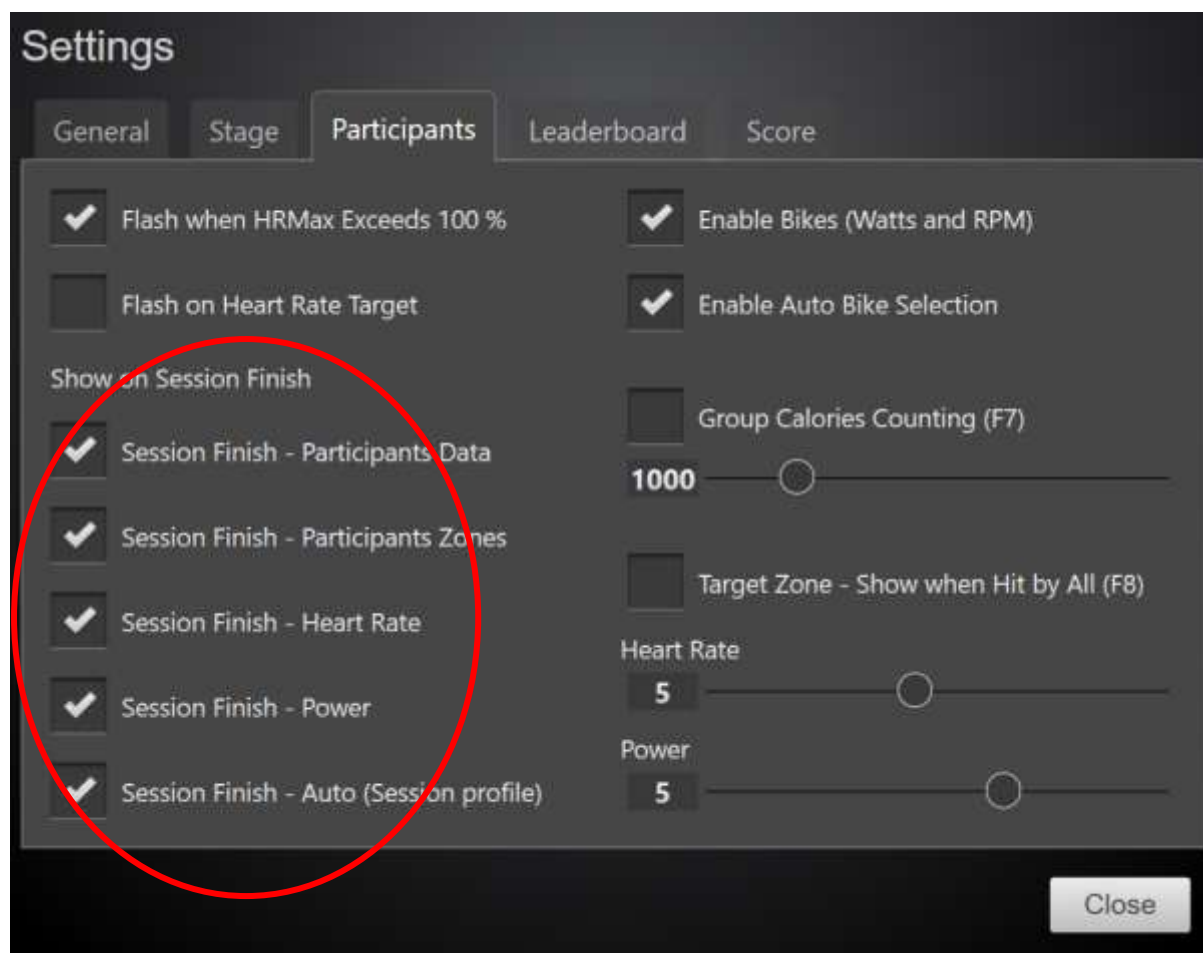 Settings
General Stage Participants Leaderboard Score
Flash when HRMax Exceeds 100 %
Flash on Heart Rate Target
Show on Session Finish
Session Finish - Participants Data
Session Finish - Participants Zones
Session Finish - Heart Rate
Session Finish - Power
Session Finish - Auto (Session profile)
Enable Bikes (Watts and RPM)
Enable Auto Bike Selection
Group Calories Counting (F7)
1000
Target Zone - Show when Hit by All (F8)
Heart Rate
5
Power
5
Close